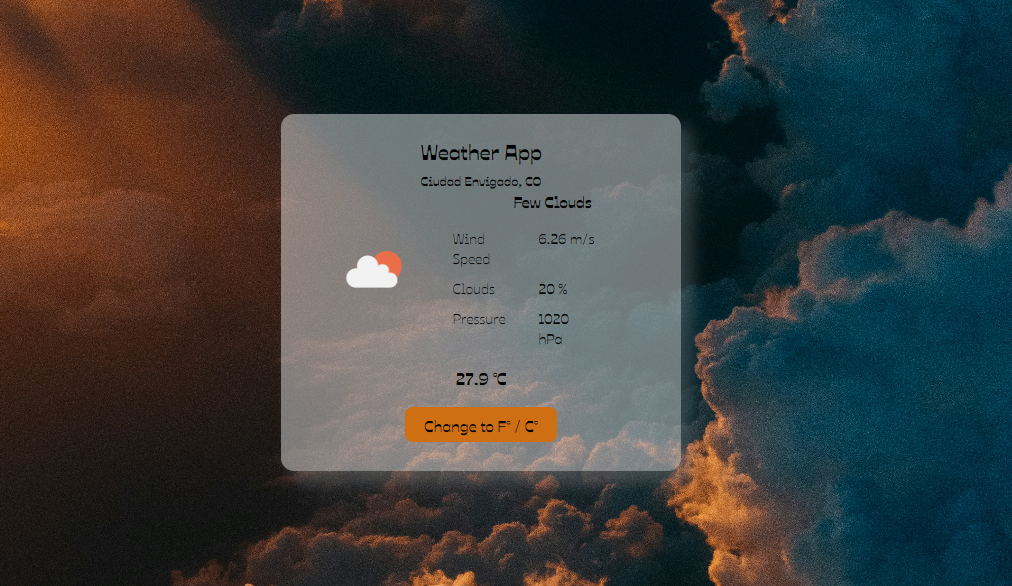 Weather App
Ciudad Envigado, CO
Few Clouds
Wind Speed 6.26 m/s
Clouds 20 %
Pressure 1020 hPa
27.9 °C
Change to F° / C°